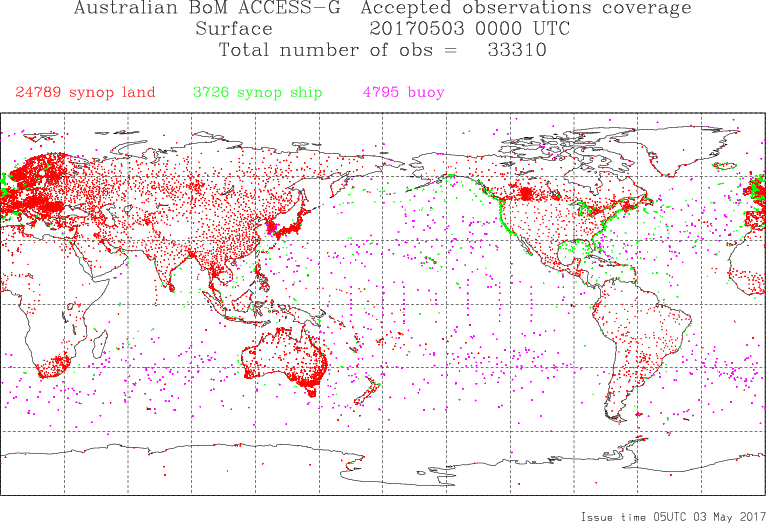 Australian BoM ACCESS-G Accepted observations coverage
Surface 20170503 0000 UTC
Total number of obs = 33310
24789 synop land 3726 synop ship 4795 buoy
Issue time 05UTC 03 May 2017